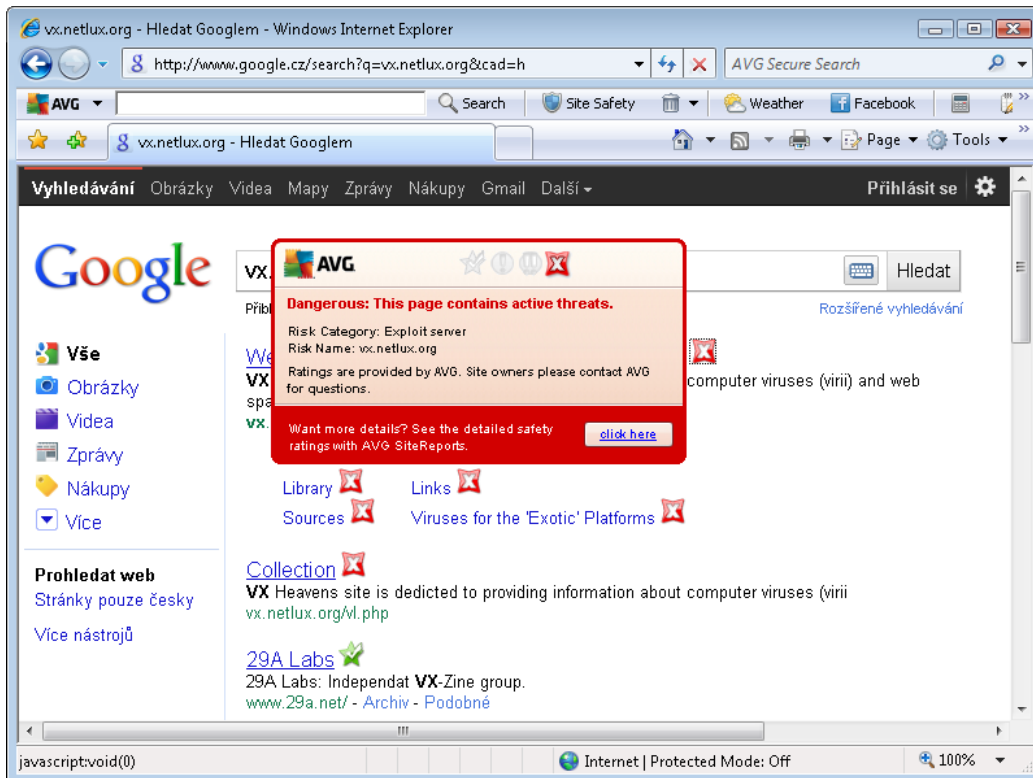 vx.netlux.org - Hledat Googlem - Windows Internet Explorer
http://www.google.cz/search?q=vx.netlux.org&cad=h
AVG Secure Search
AVG Search Site Safety Weather Facebook
vx.netlux.org - Hledat Googlem
Page Tools
Vyhledávání Obrázky Videa Mapy Zprávy Nákupy Gmail Další Přihlásit se
Google
vx.
Hledat
Přibl
Rozšířené vyhledávání
AVG
Dangerous: This page contains active threats.
Risk Category: Exploit server
Risk Name: vx.netlux.org
Ratings are provided by AVG. Site owners please contact AVG
for questions.
Want more details? See the detailed safety
ratings with AVG SiteReports.
click here
Vše
Obrázky
Videa
Zprávy
Nákupy
Více
Prohledat web
Stránky pouze česky
Více nástrojů
We
VX computer viruses (virii) and web
spa
vx.
Library Links
Sources Viruses for the 'Exotic' Platforms
Collection
VX Heavens site is dedicted to providing information about computer viruses (virii
vx.netlux.org/vl.php
29A Labs
29A Labs: Independat VX-Zine group.
www.29a.net/ - Archiv - Podobné
javascript:void(0)
Internet | Protected Mode: Off
100%